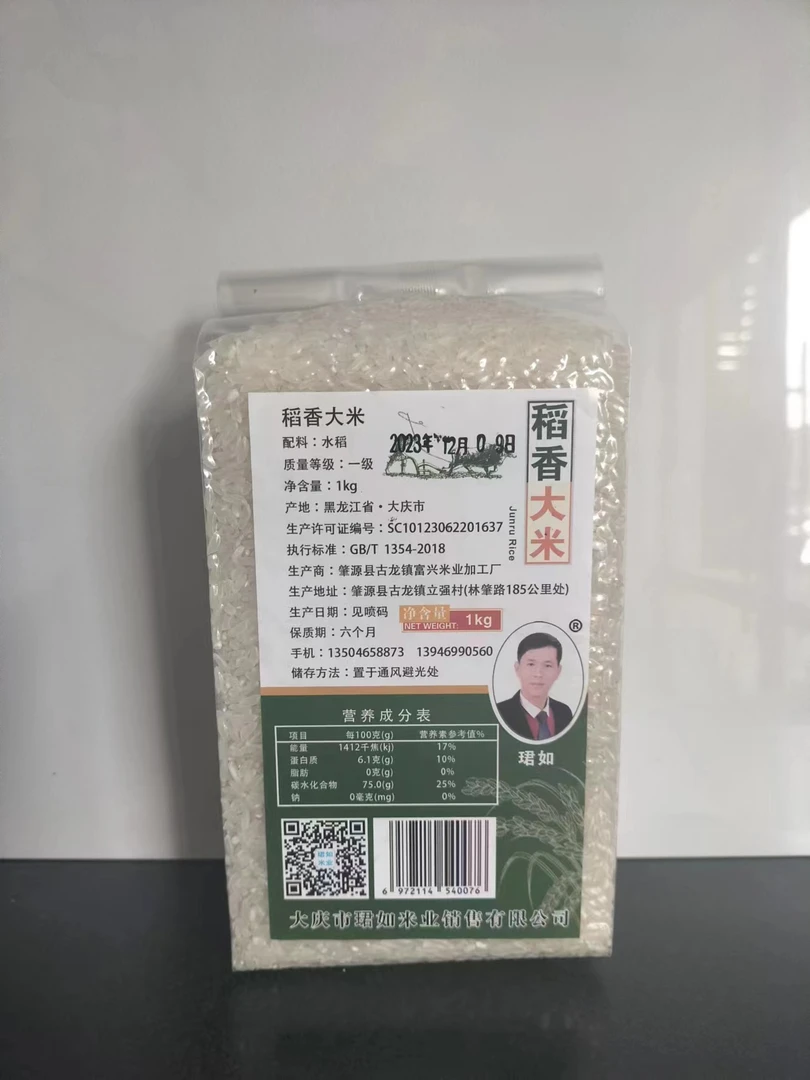 稻香大米
配料：水稻
2023年12月09日
质量等级：一级
净含量：1kg
产地：黑龙江省·大庆市
生产许可证编号：SC10123062201637
执行标准：GB/T 1354-2018
生产商：肇源县古龙镇富兴米业加工厂
生产地址：肇源县古龙镇立强村(林肇路185公里处)
生产日期：见喷码
净含量
NET WEIGHT: 1kg
保质期：六个月
手机：13504658873 13946990560
储存方法：置于通风避光处
稻香大米
Junru Rice
®
珺如
营养成分表
项目 每100克(g) 营养素参考值%
能量 1412千焦(kj) 17%
蛋白质 6.1克(g) 10%
脂肪 0克(g) 0%
碳水化合物 75.0(g) 25%
钠 0毫克(mg) 0%
珺如
米业
6 972114 540076
大庆市珺如米业销售有限公司